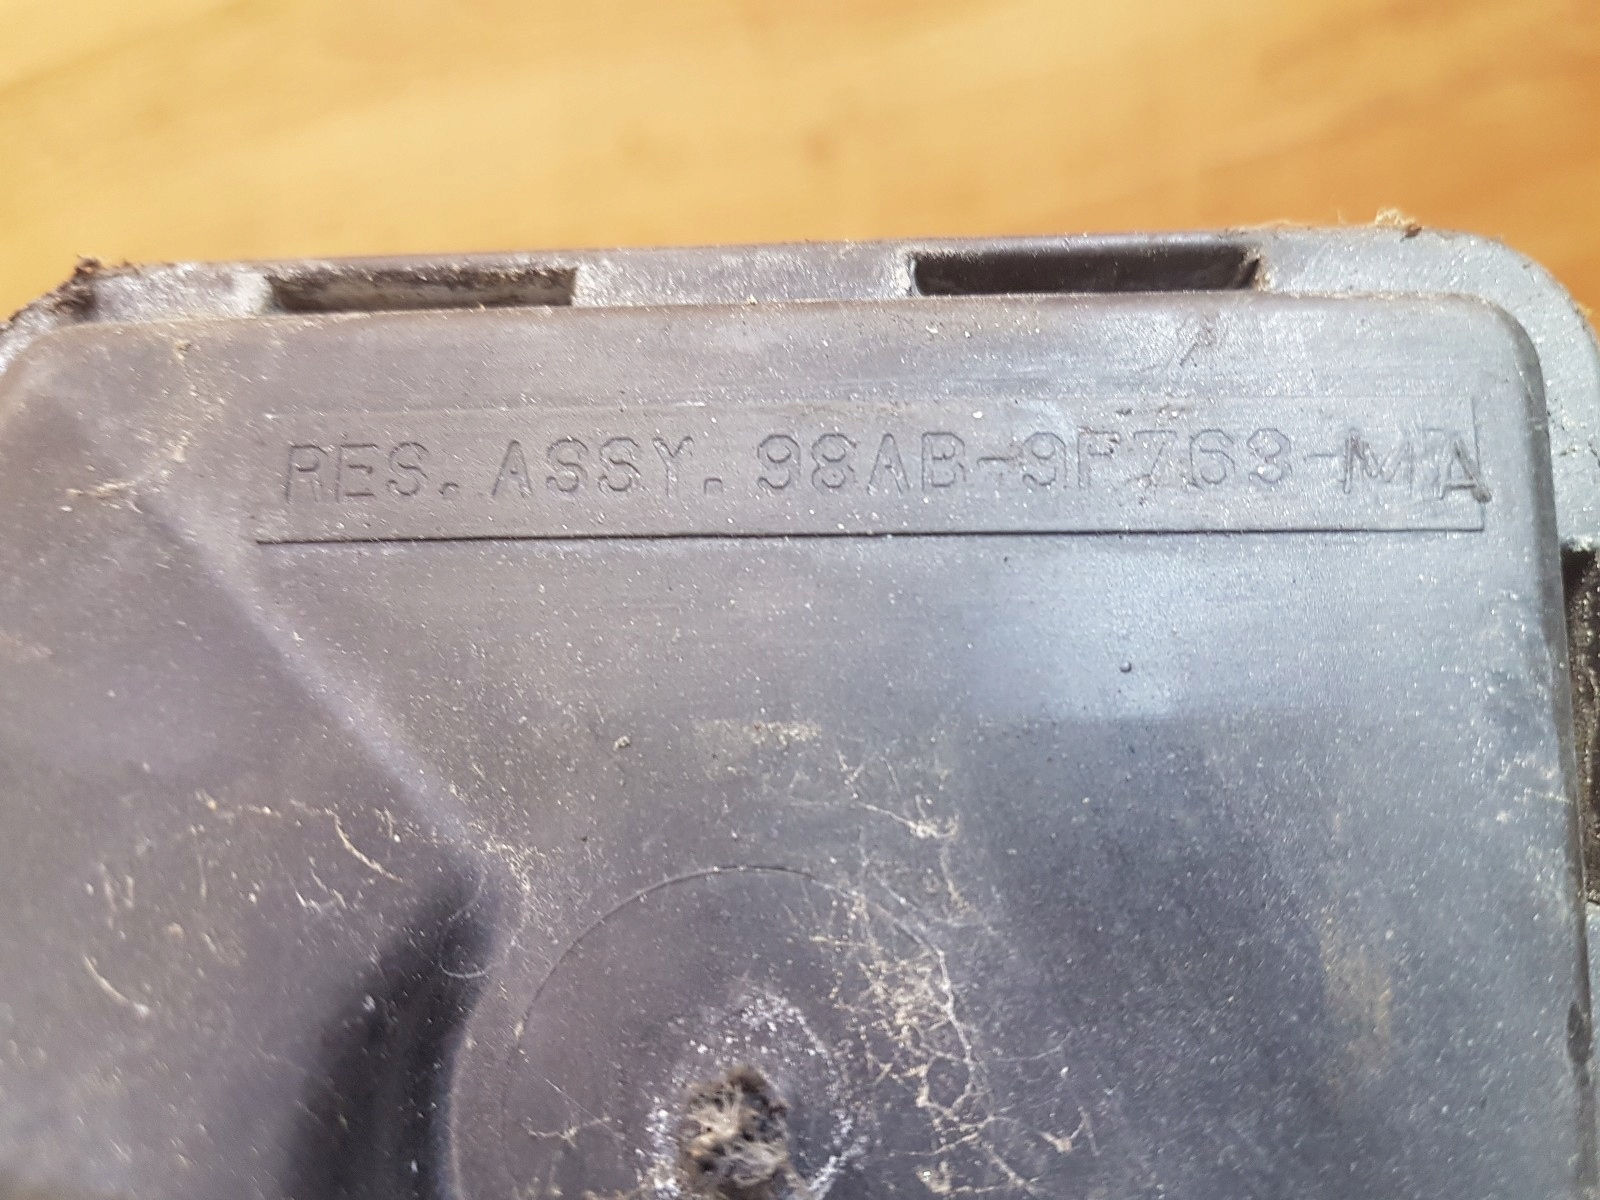 RES. ASSY. 98AB-9F763-MA